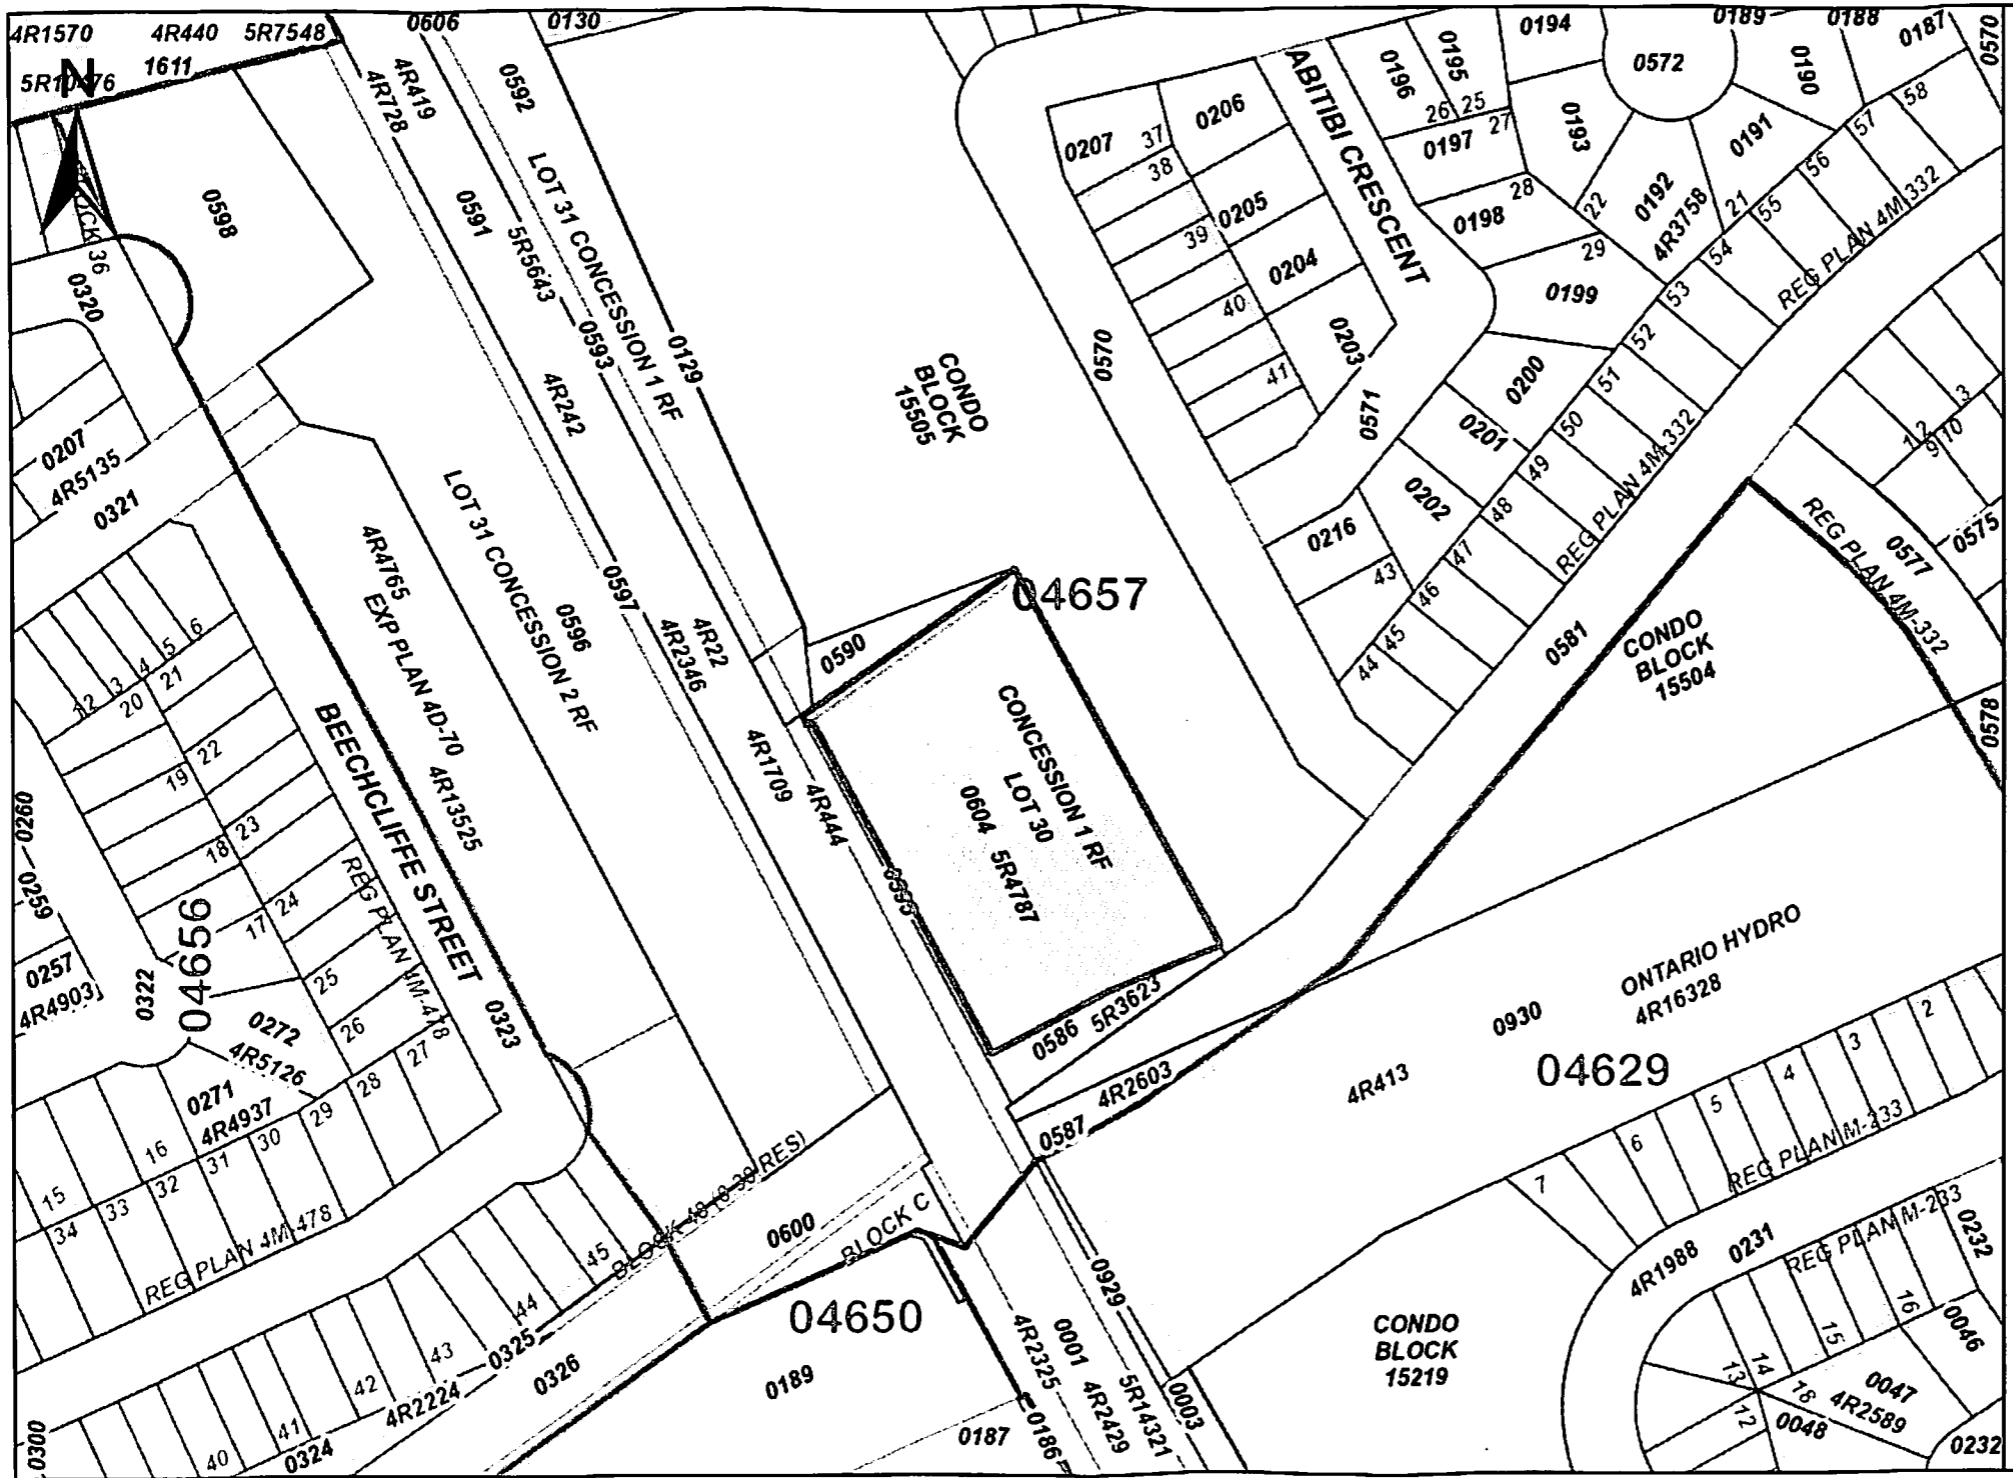 4R1570 4R440 5R7548 0606 0130
1611
5R10476
N
BLOCK 36
0320
0598
0207
4R5135
0321
4R419
4R728
0592
0591
5R5643
0593
LOT 31 CONCESSION 1 RF
0129
4R242
LOT 31 CONCESSION 2 RF
0597
0596
4R4765
EXP PLAN 4D-70
4R13525
4R22
4R2346
4R1709
4R444
0595
0590
04657
CONDO
BLOCK
15505
0570
CONCESSION 1 RF
LOT 30
0604 5R4787
0586 5R3623
4R2603
0587
ABITIBI CRESCENT
0207 37
38
0206
0205
39
0204
40
0203
41
0571
0216
43
0196
0195
26 25
0197 27
0198 28
29
0199
0200
0201
0202
0194
0572
0193
22
0192
4R3758
21
0191
0190
0189
0188
0187
0570
58
57
56
55
54
53
52
51
50
49
48
47
46
45
44
REG PLAN 4M-332
REG PLAN 4M-332
3
1 2
9 10
0575
0577
REG PLAN 4M-332
0581
CONDO
BLOCK
15504
0578
ONTARIO HYDRO
4R16328
0930
04629
4R413
2
3
4
5
6
7
REG PLAN M-233
REG PLAN M-233
4R1988
0231
0232
0046
16
15
14
13
12
18
0047
4R2589
0048
0232
CONDO
BLOCK
15219
0929
0001
4R2325
4R2429
5R14321
0003
0186
0187
0189
04650
BLOCK C
0600
BLOCK 48 (0.30 RES)
BEECHCLIFFE STREET
0323
1 2 3 4 5 6
20 21
22
19
23
18
24
17
25
26
27
28
29
30
31
32
33
34
15
16
REG PLAN 4M-478
REG PLAN 4M-478
0260
0259
0257
4R4903
0322
04656
0272
4R5126
0271
4R4937
45
44
43
42
41
40
0325
4R2224
0326
0324
0300